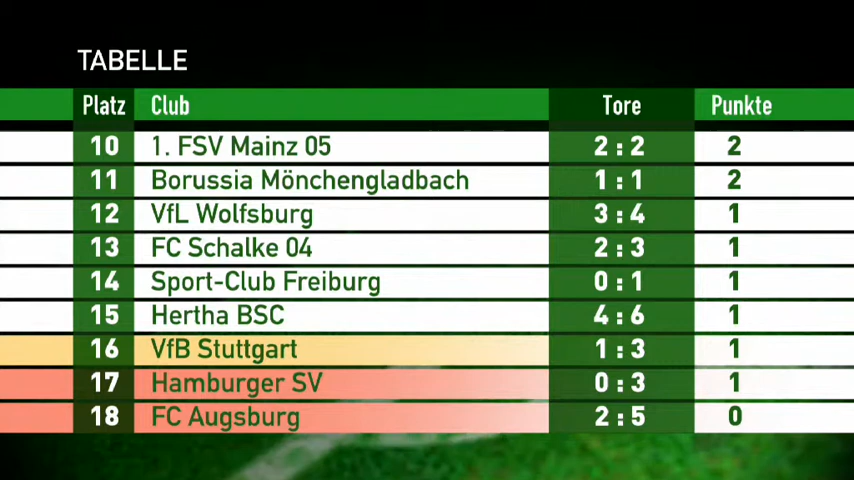 TABELLE
Platz Club Tore Punkte
10 1. FSV Mainz 05 2:2 2
11 Borussia Mönchengladbach 1:1 2
12 VfL Wolfsburg 3:4 1
13 FC Schalke 04 2:3 1
14 Sport-Club Freiburg 0:1 1
15 Hertha BSC 4:6 1
16 VfB Stuttgart 1:3 1
17 Hamburger SV 0:3 1
18 FC Augsburg 2:5 0